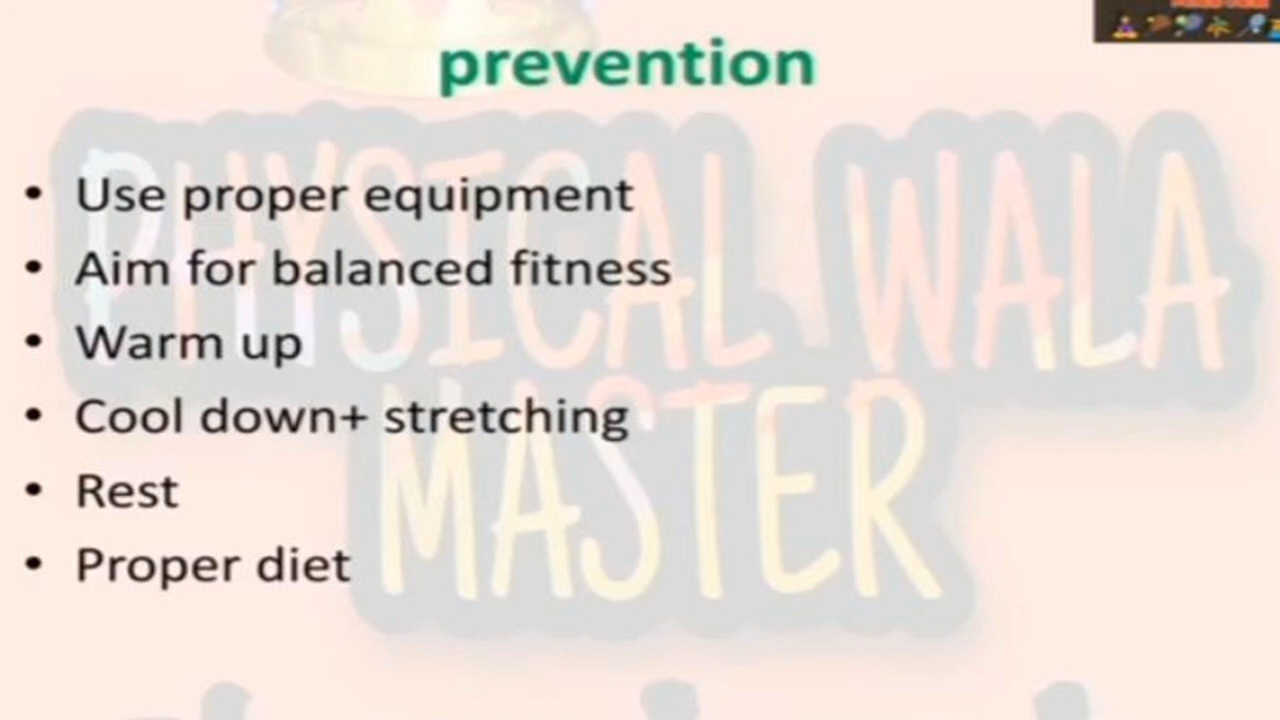 prevention
PHYSICAL WALA
MASTER
• Use proper equipment
• Aim for balanced fitness
• Warm up
• Cool down+ stretching
• Rest
• Proper diet